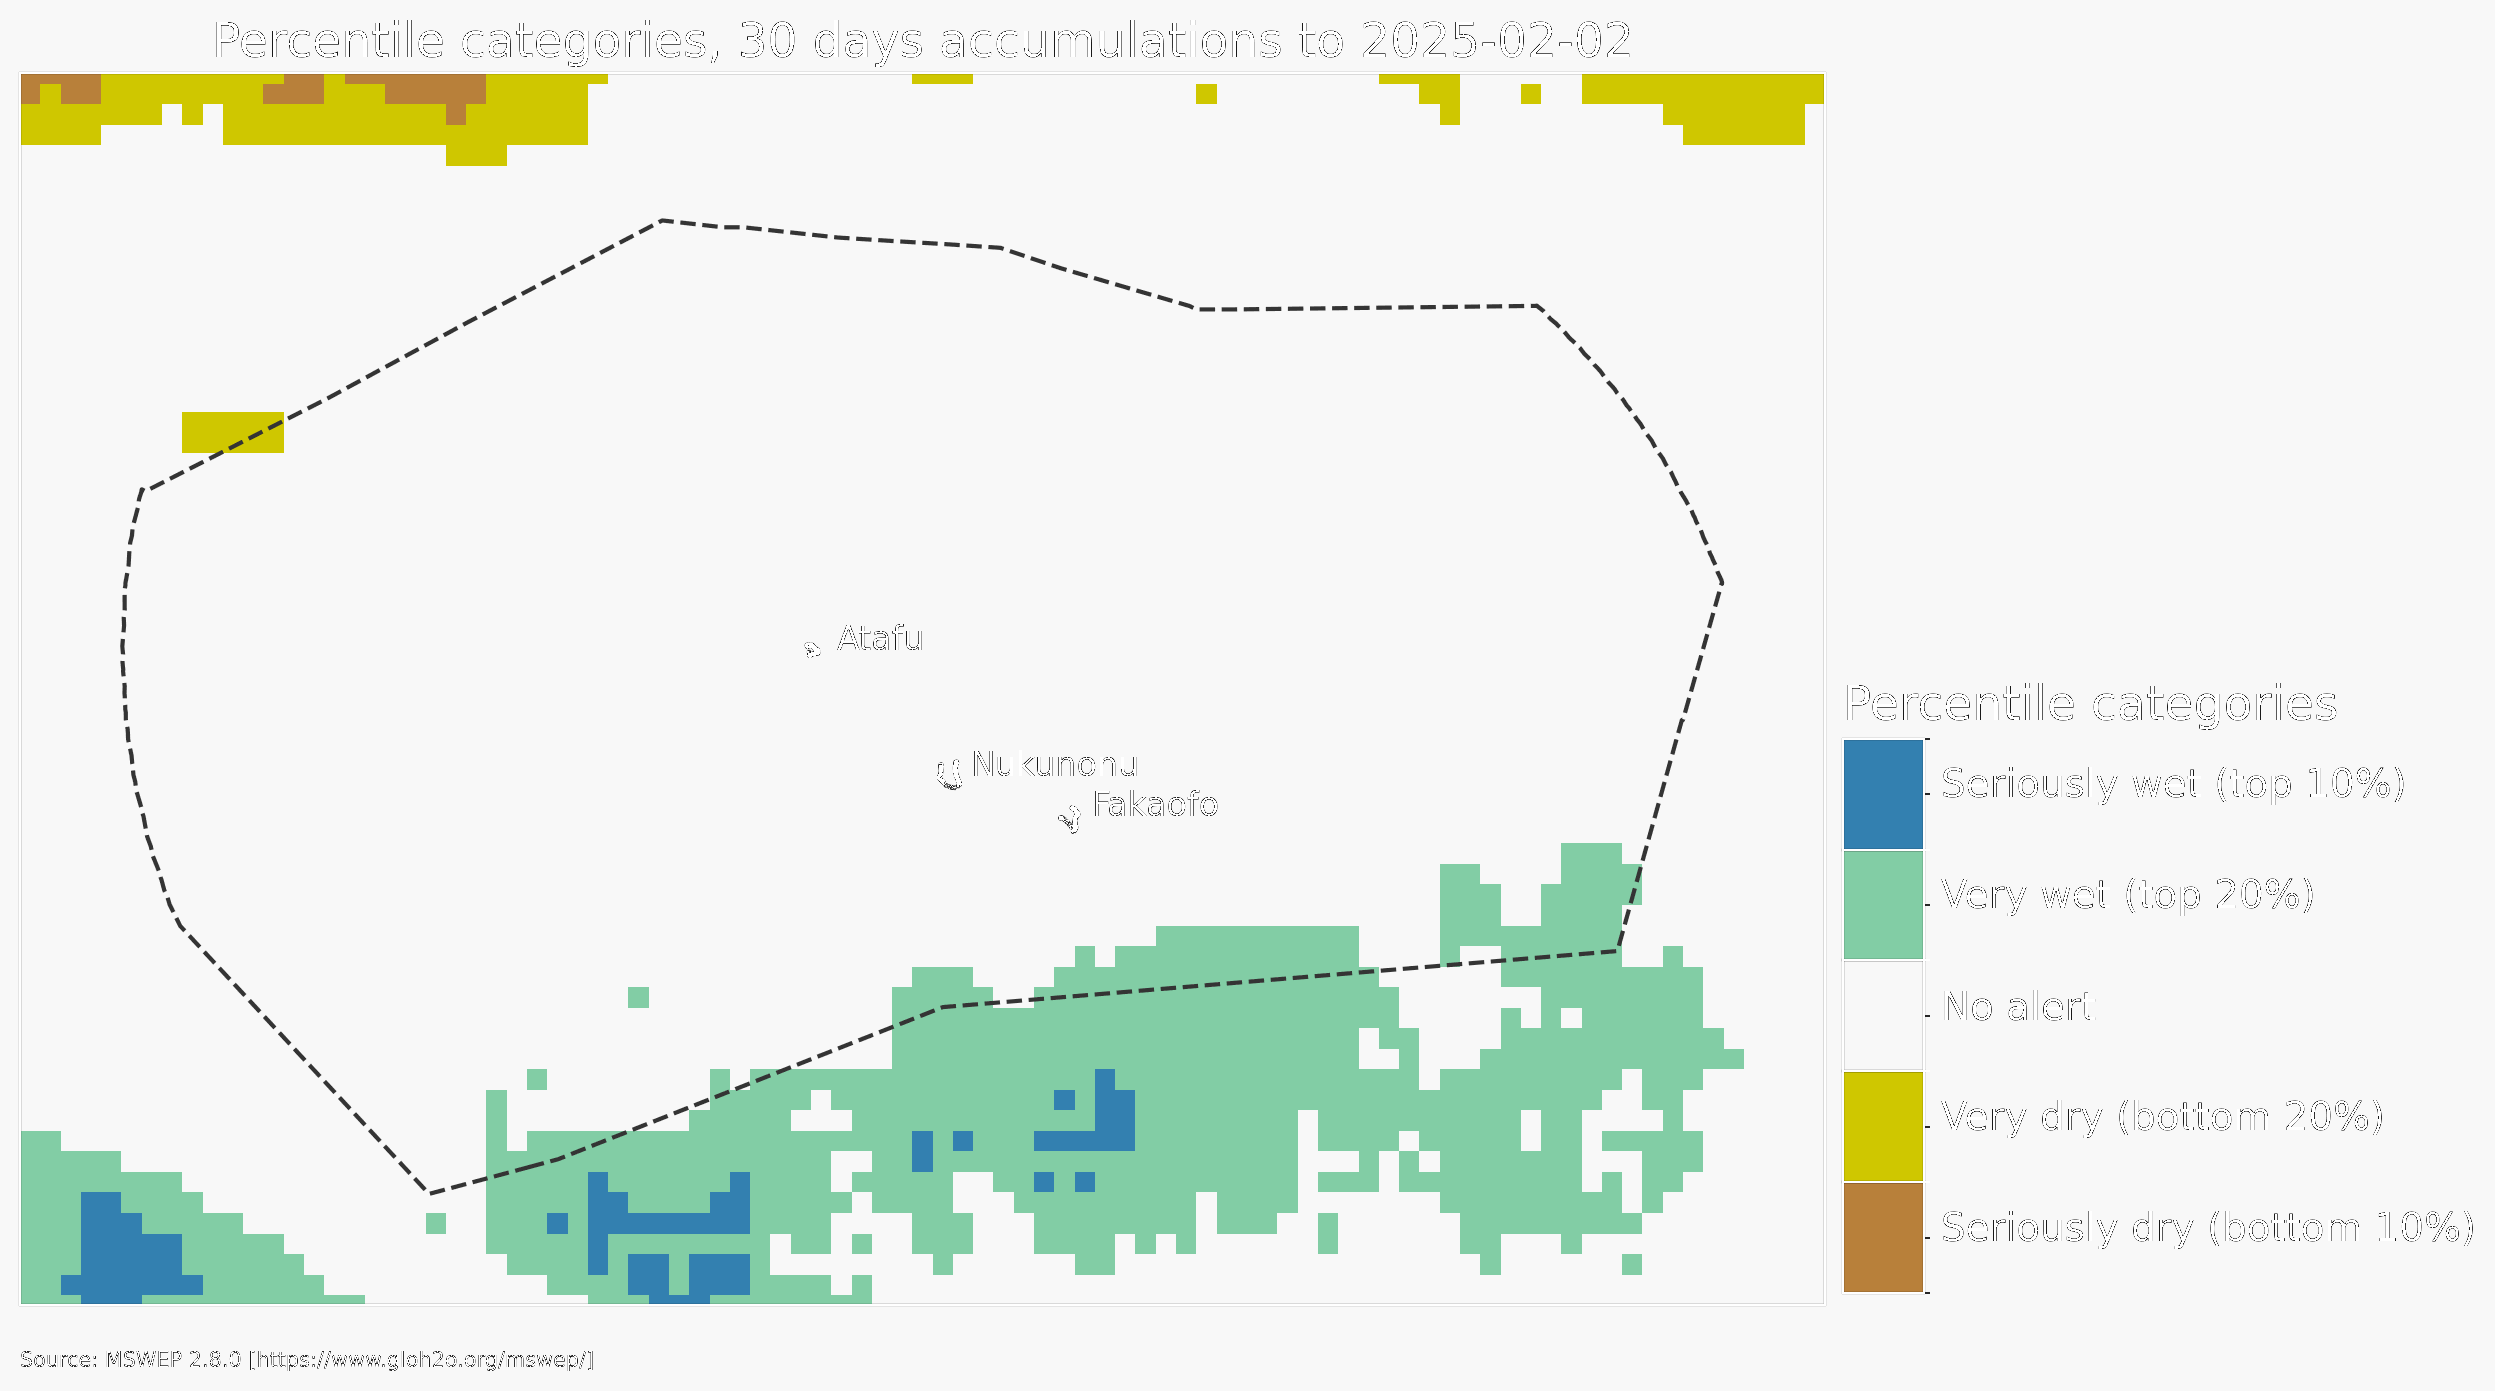 Percentile categories, 30 days accumulations to 2025-02-02
Atafu
Nukunonu
Fakaofo
Percentile categories
Seriously wet (top 10%)
Very wet (top 20%)
No alert
Very dry (bottom 20%)
Seriously dry (bottom 10%)
Source: MSWEP 2.8.0 [https://www.gloh2o.org/mswep/]